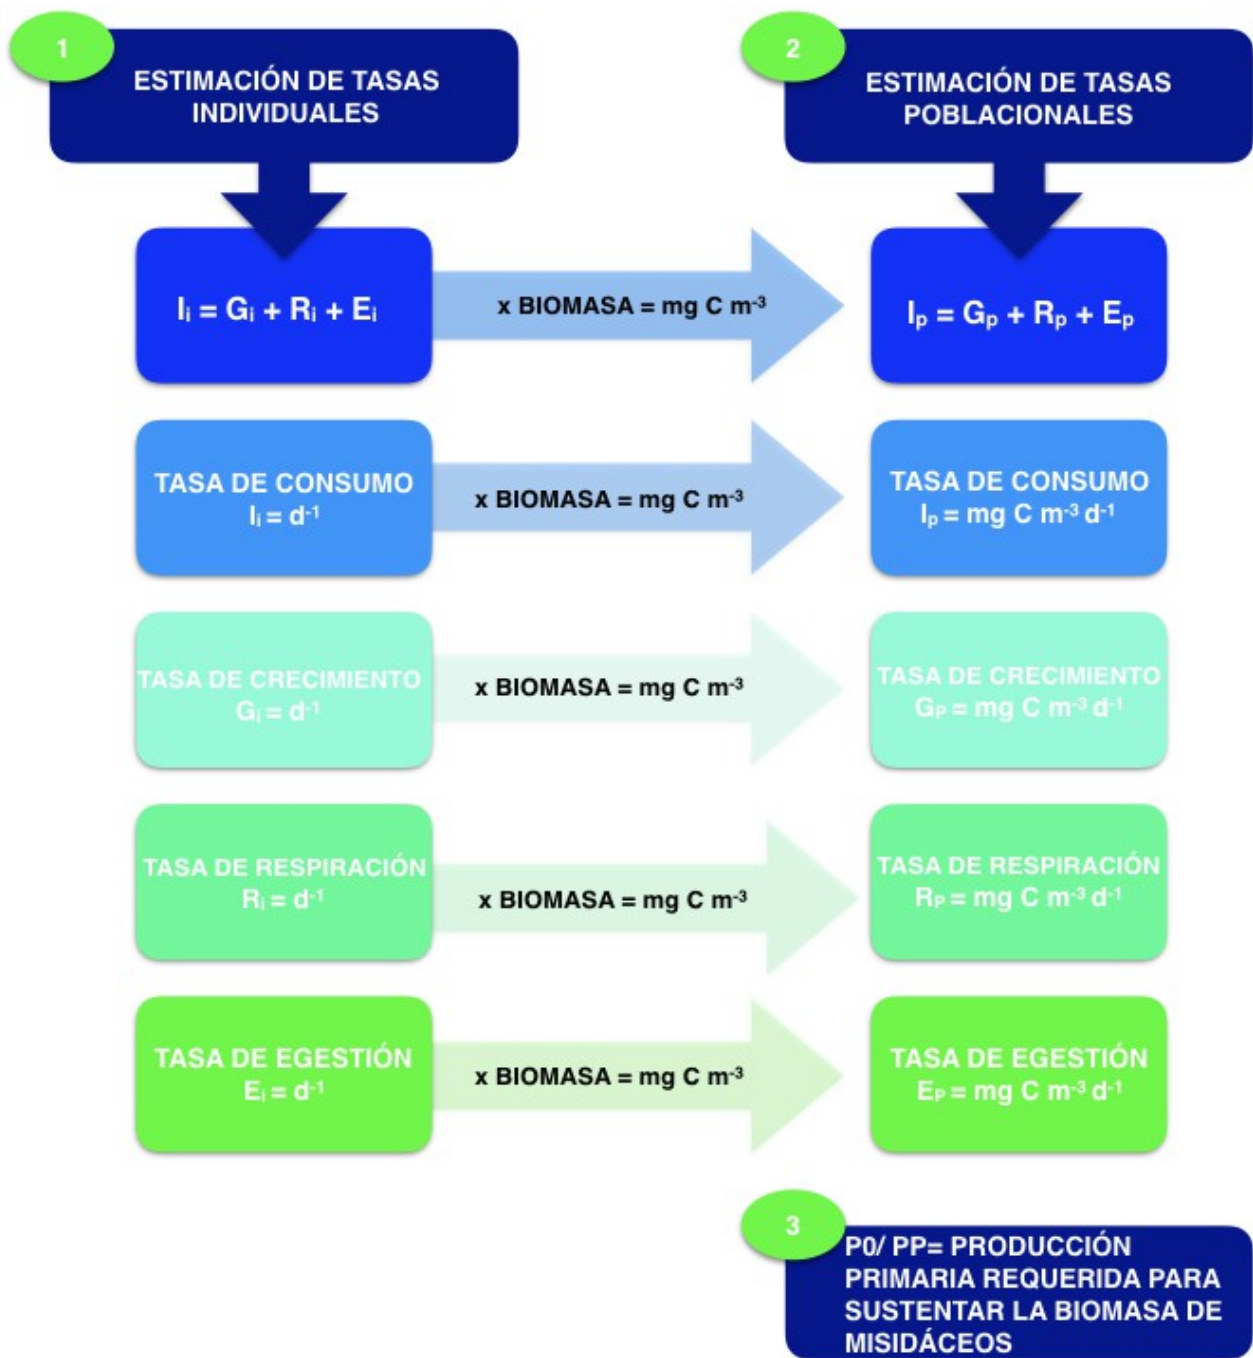 1
ESTIMACIÓN DE TASAS
INDIVIDUALES
2
ESTIMACIÓN DE TASAS
POBLACIONALES
Iᵢ = Gᵢ + Rᵢ + Eᵢ
x BIOMASA = mg C m⁻³
Iₚ = Gₚ + Rₚ + Eₚ
TASA DE CONSUMO
Iᵢ = d⁻¹
x BIOMASA = mg C m⁻³
TASA DE CONSUMO
Iₚ = mg C m⁻³ d⁻¹
TASA DE CRECIMIENTO
Gᵢ = d⁻¹
x BIOMASA = mg C m⁻³
TASA DE CRECIMIENTO
G_P = mg C m⁻³ d⁻¹
TASA DE RESPIRACIÓN
Rᵢ = d⁻¹
x BIOMASA = mg C m⁻³
TASA DE RESPIRACIÓN
R_P = mg C m⁻³ d⁻¹
TASA DE EGESTIÓN
Eᵢ = d⁻¹
x BIOMASA = mg C m⁻³
TASA DE EGESTIÓN
E_P = mg C m⁻³ d⁻¹
3
P0/ PP= PRODUCCIÓN
PRIMARIA REQUERIDA PARA
SUSTENTAR LA BIOMASA DE
MISIDÁCEOS